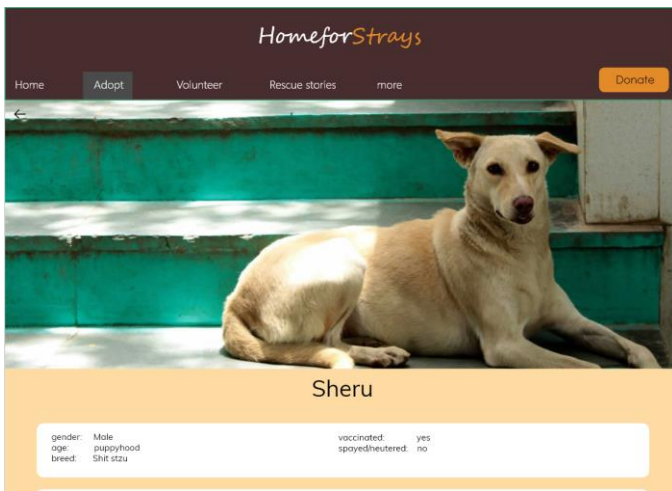 HomeforStrays
Home Adopt Volunteer Rescue stories more Donate
Sheru
gender: Male vaccinated: yes
age: puppyhood spayed/neutered: no
breed: Shit stzu